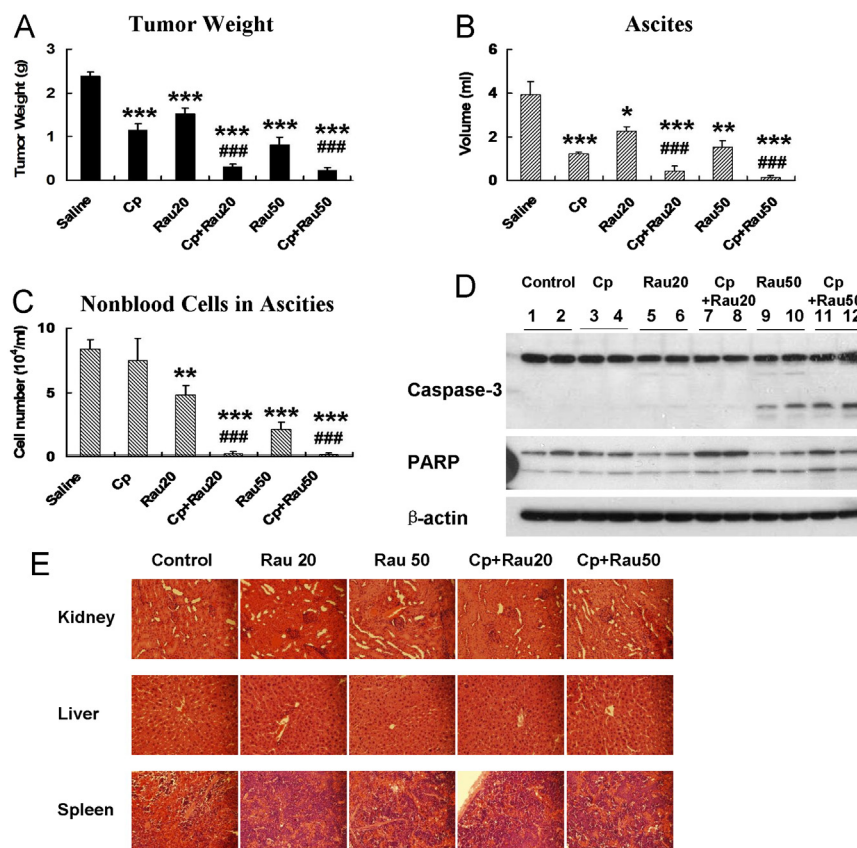 A
Tumor Weight
Tumor Weight (g)
3
2
1
0
***
***
***
###
***
***
###
Saline
Cp
Rau20
Cp+Rau20
Rau50
Cp+Rau50
B
Ascites
Volume (ml)
6
4
2
0
***
*
***
###
**
***
###
Saline
Cp
Rau20
Cp+Rau20
Rau50
Cp+Rau50
C
Nonblood Cells in Ascities
Cell number (10⁴/ml)
10
5
0
**
***
###
***
***
###
Saline
Cp
Rau20
Cp+Rau20
Rau50
Cp+Rau50
D
Control Cp Rau20 Cp +Rau20 Rau50 Cp +Rau50
1 2 3 4 5 6 7 8 9 10 11 12
Caspase-3
PARP
β-actin
E
Control Rau 20 Rau 50 Cp+Rau20 Cp+Rau50
Kidney
Liver
Spleen